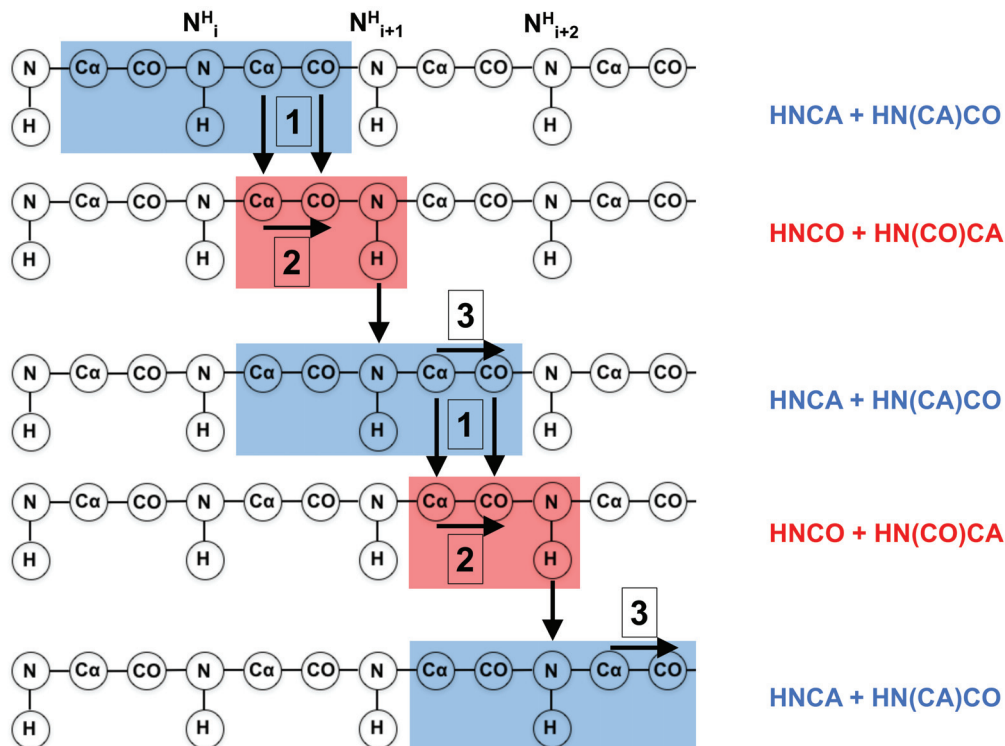 N^H_i N^H_{i+1} N^H_{i+2}
N Cα CO N Cα CO N Cα CO N Cα CO
H H 1 H H
HNCA + HN(CA)CO
N Cα CO N Cα CO N Cα CO N Cα CO
H H 2 H H
HNCO + HN(CO)CA
3
N Cα CO N Cα CO N Cα CO N Cα CO
H H H 1 H
HNCA + HN(CA)CO
N Cα CO N Cα CO N Cα CO N Cα CO
H H H 2 H
HNCO + HN(CO)CA
3
N Cα CO N Cα CO N Cα CO N Cα CO
H H H H
HNCA + HN(CA)CO